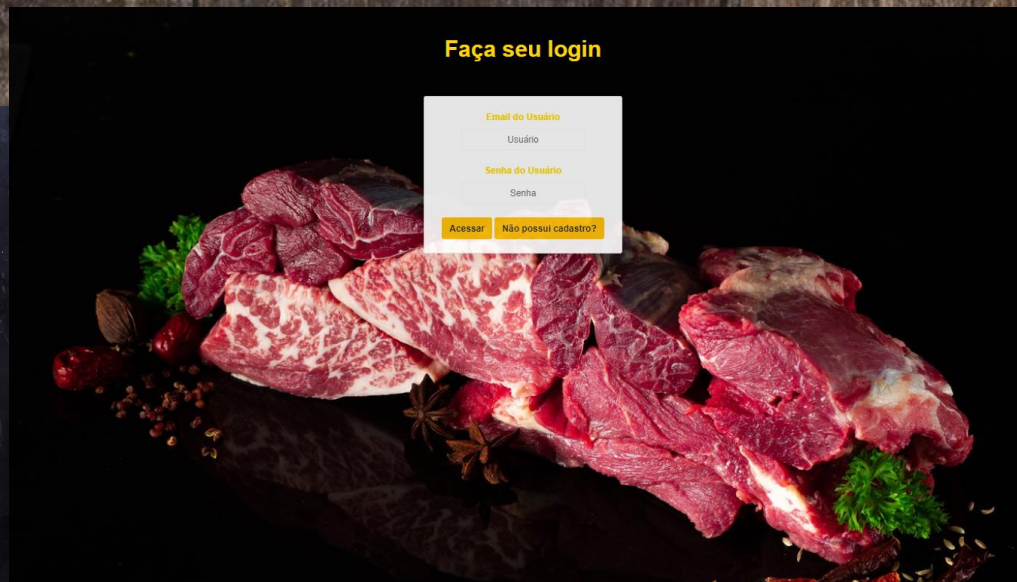 Faça seu login
Email do Usuário
Usuário
Senha do Usuário
Senha
Acessar
Não possui cadastro?